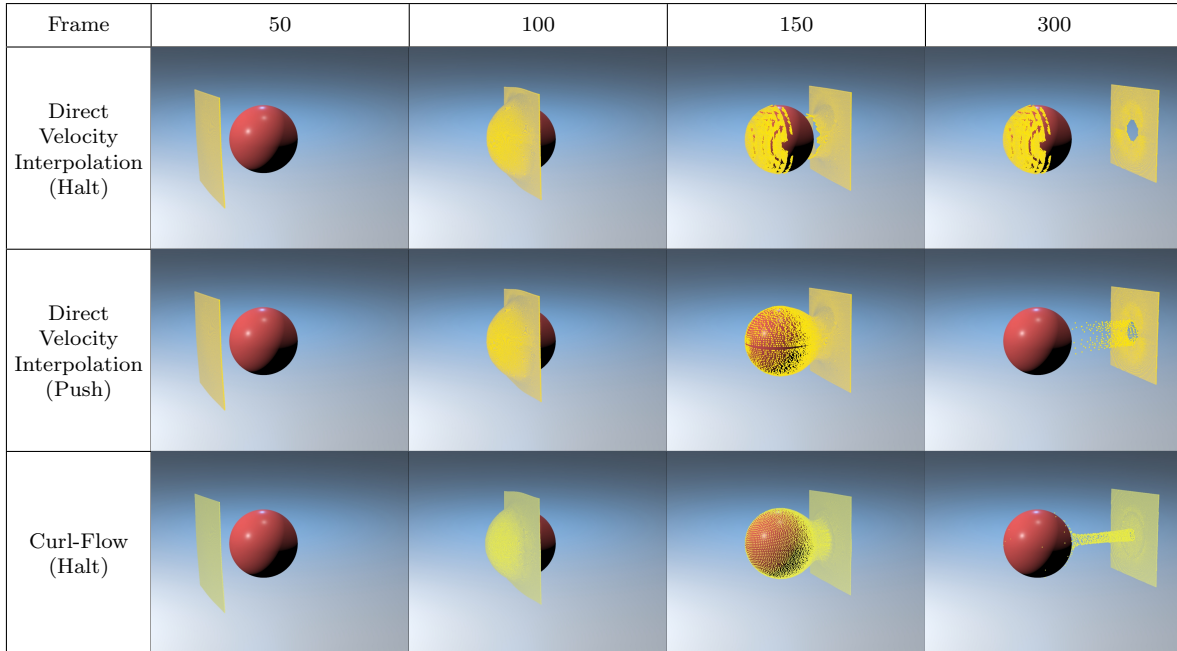 Frame 50 100 150 300
Direct
Velocity
Interpolation
(Halt)
Direct
Velocity
Interpolation
(Push)
Curl-Flow
(Halt)